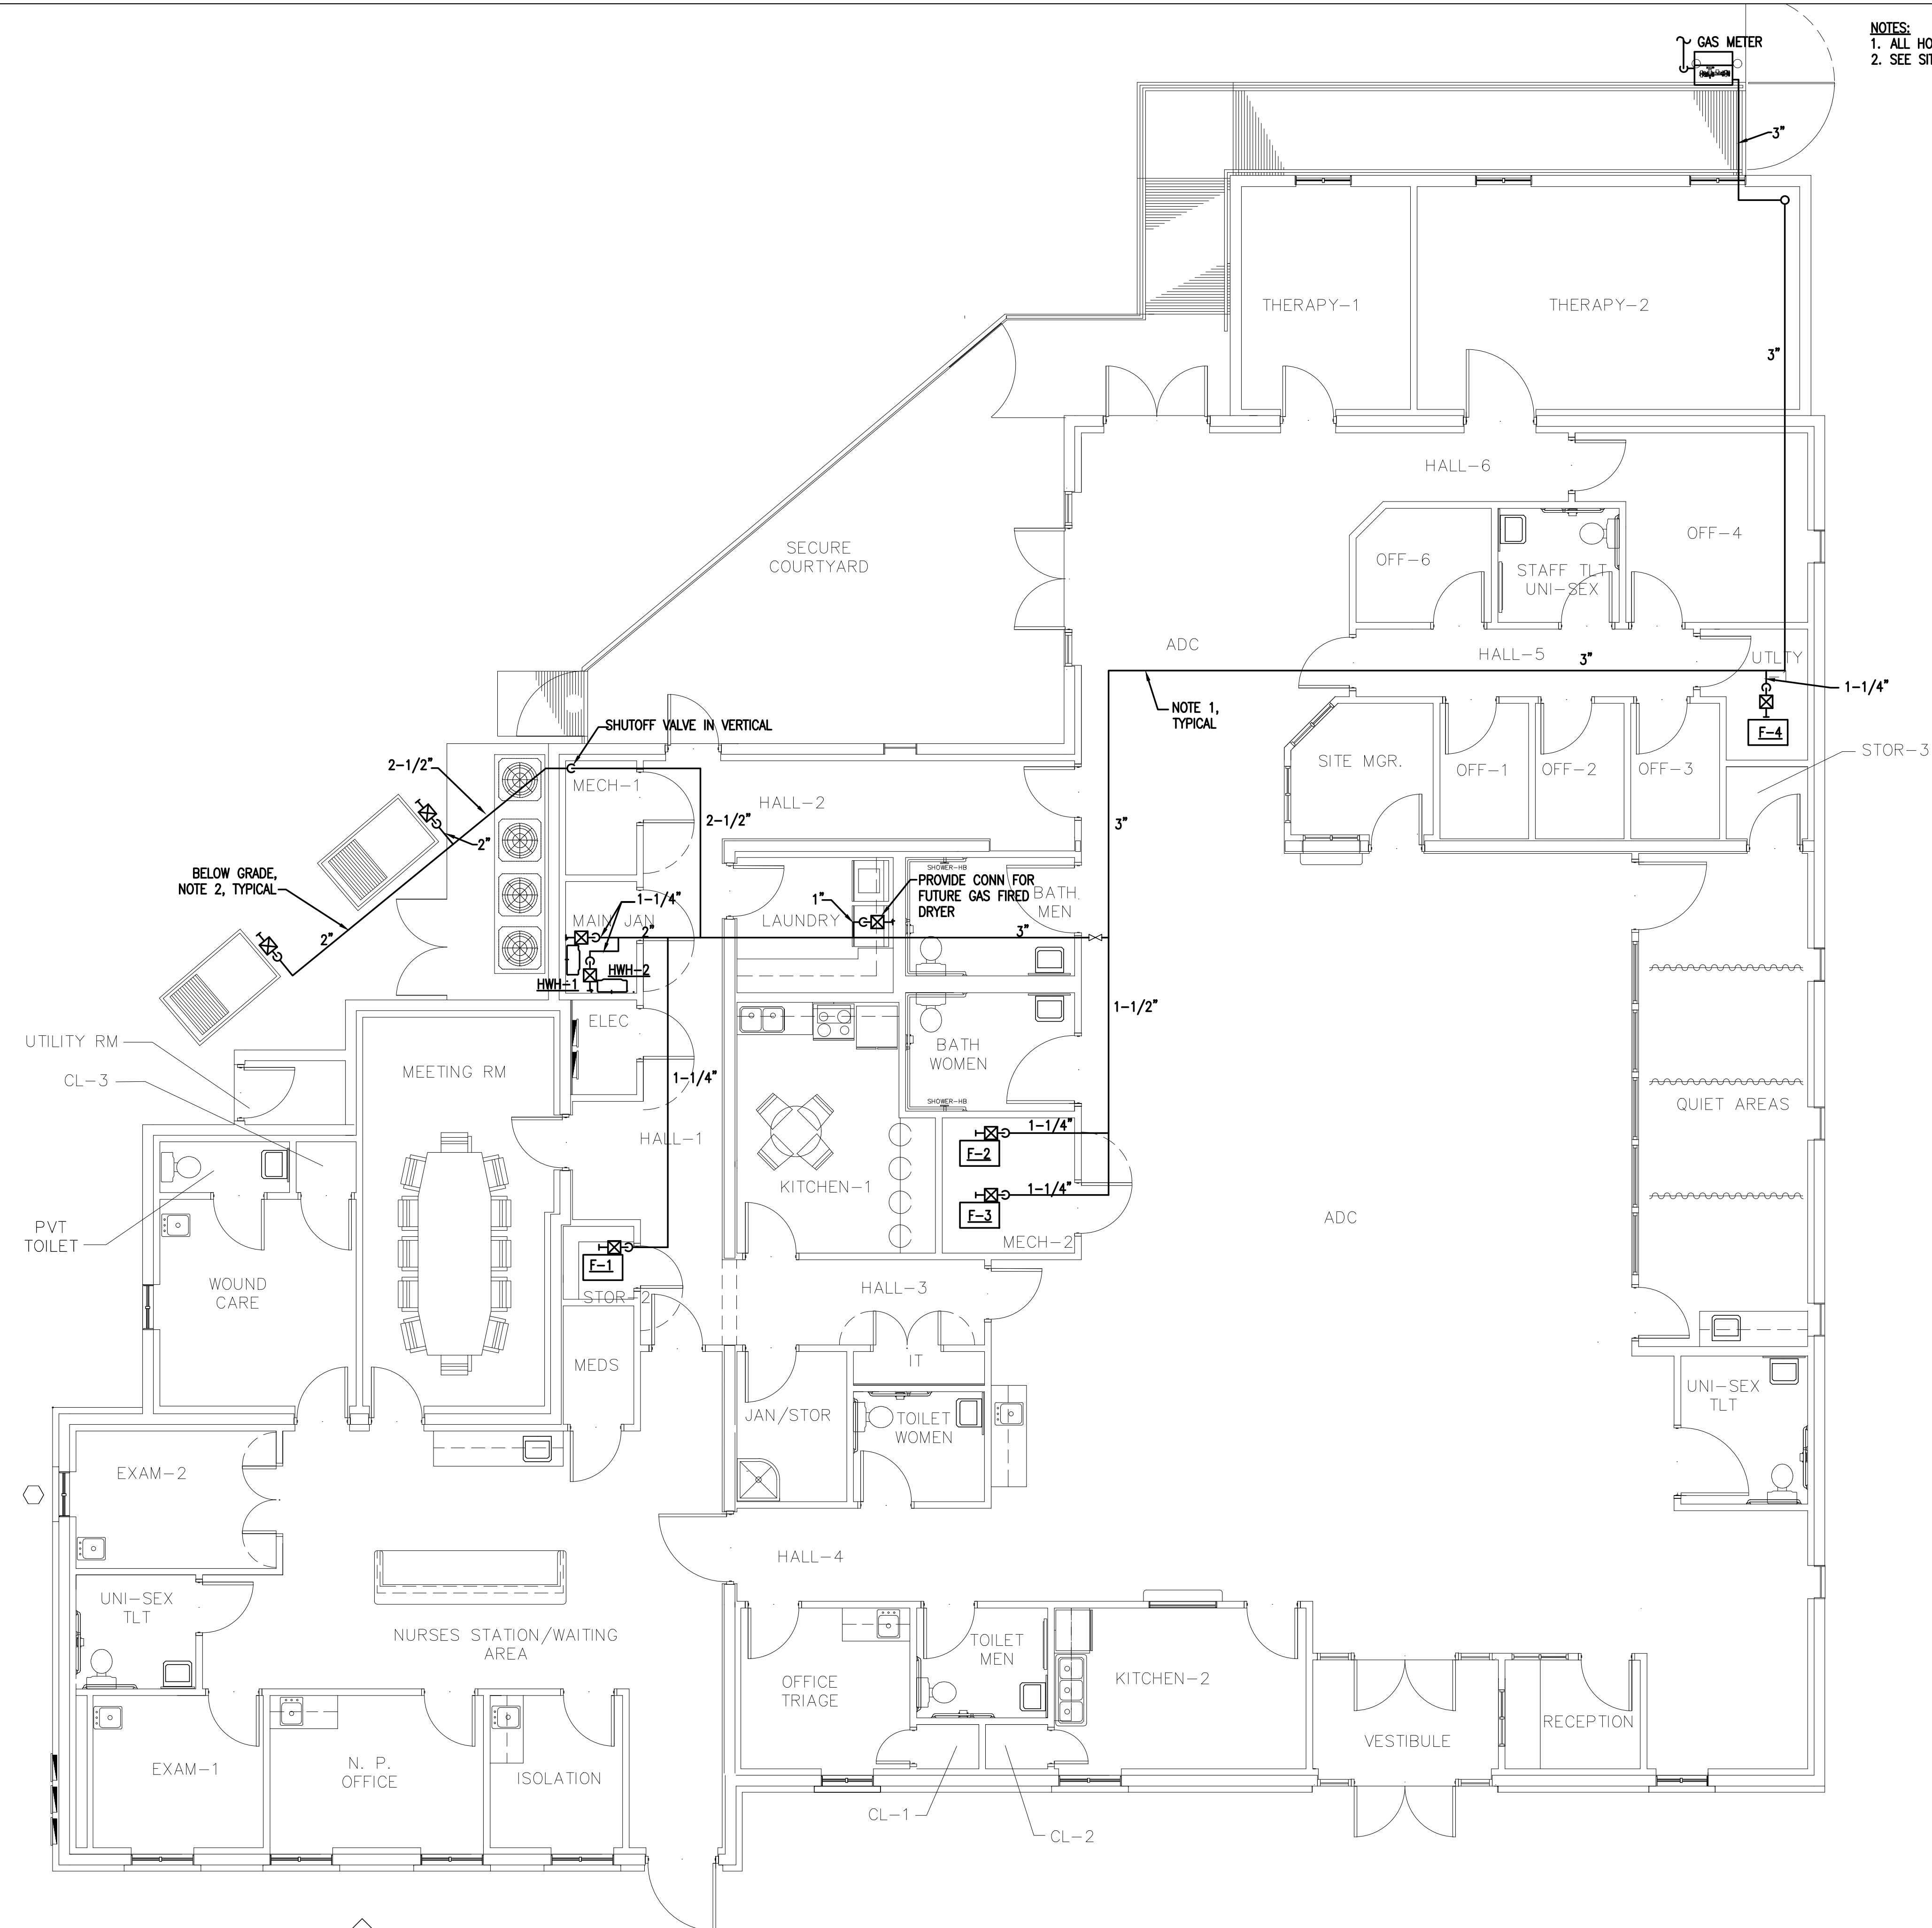 NOTES:
1. ALL HO
2. SEE SIT
GAS METER
3"
THERAPY-1
THERAPY-2
3"
HALL-6
SECURE
COURTYARD
OFF-6
STAFF TLT
UNI-SEX
OFF-4
ADC
HALL-5
3"
UTLTY
1-1/4"
NOTE 1,
TYPICAL
F-4
SHUTOFF VALVE IN VERTICAL
STOR-3
2-1/2"
MECH-1
SITE MGR.
OFF-1
OFF-2
OFF-3
HALL-2
2-1/2"
3"
2"
BELOW GRADE,
NOTE 2, TYPICAL
SHOWER-HB
PROVIDE CONN FOR
FUTURE GAS FIRED
DRYER
1-1/4"
1"
BATH
MEN
MAIN JAN
LAUNDRY
2"
3"
2"
HWH-2
HWH-1
1-1/2"
ELEC
UTILITY RM
BATH
WOMEN
MEETING RM
CL-3
1-1/4"
SHOWER-HB
QUIET AREAS
1-1/4"
HALL-1
F-2
KITCHEN-1
1-1/4"
F-3
ADC
PVT
TOILET
MECH-2
F-1
WOUND
CARE
HALL-3
STOR-2
MEDS
IT
UNI-SEX
TLT
JAN/STOR
TOILET
WOMEN
EXAM-2
HALL-4
UNI-SEX
TLT
NURSES STATION/WAITING
AREA
TOILET
MEN
OFFICE
TRIAGE
KITCHEN-2
RECEPTION
VESTIBULE
EXAM-1
N. P.
OFFICE
ISOLATION
CL-1
CL-2